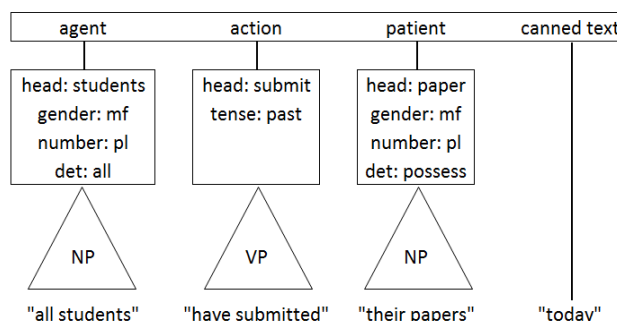 agent action patient canned text
head: students head: submit head: paper
gender: mf tense: past gender: mf
number: pl number: pl
det: all det: possess
NP VP NP
"all students" "have submitted" "their papers" "today"